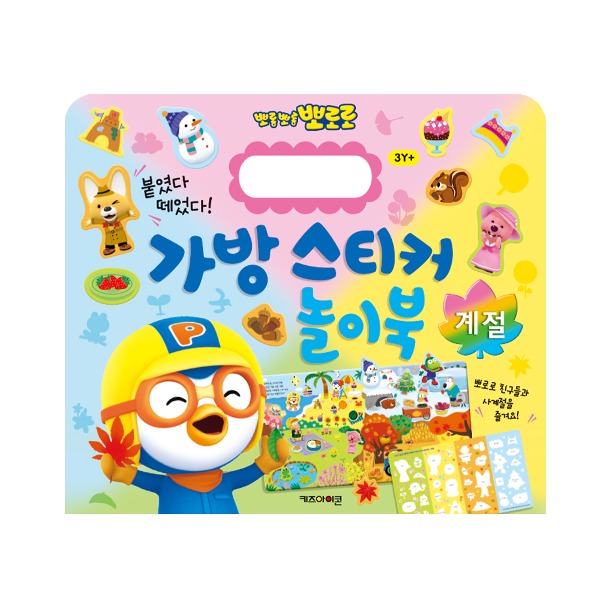 뽀롱뽀롱 뽀로로
3Y+
붙였다
떼었다!
가방 스티커
놀이북
계절
P
뽀로로 친구들과
사계절을
즐겨요!
키즈아이콘